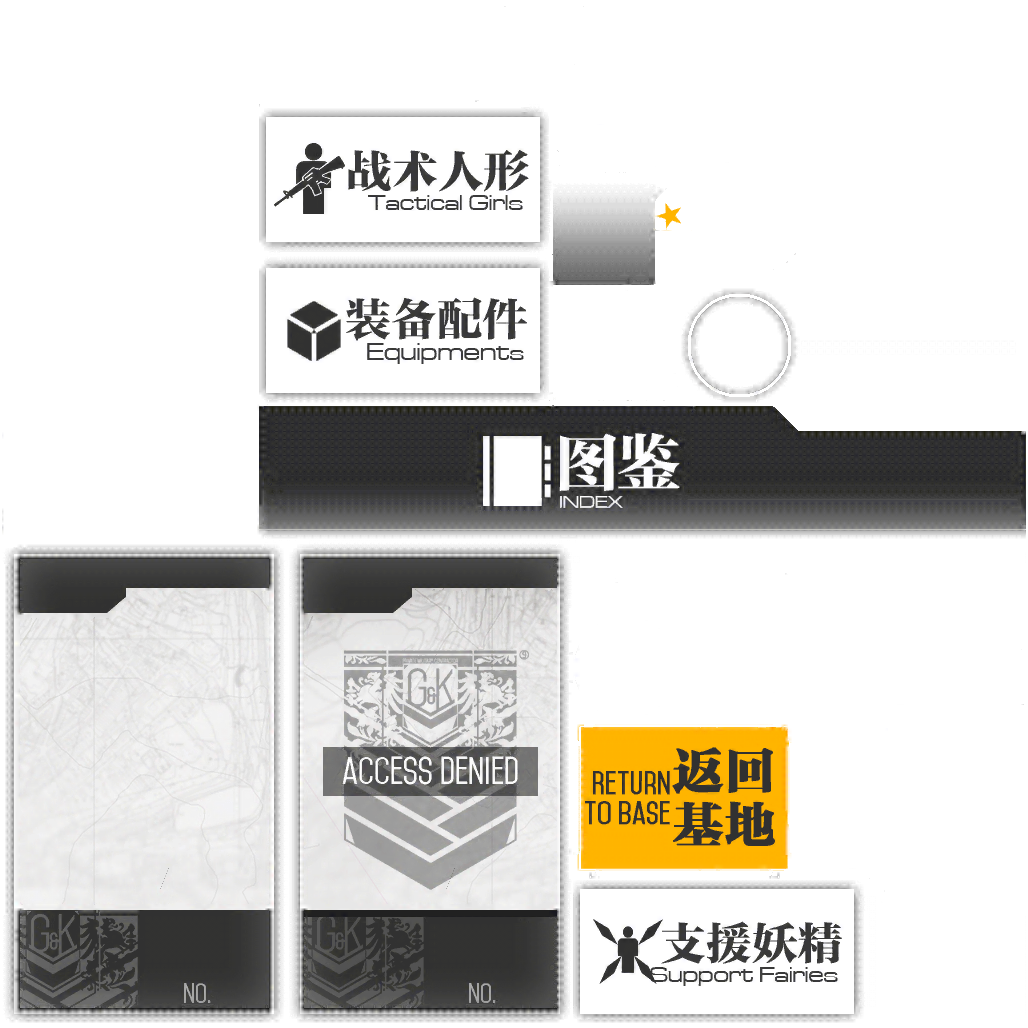 战术人形
Tactical Girls
装备配件
Equipments
图鉴
INDEX
G&K
ACCESS DENIED
RETURN
TO BASE
返回
基地
G&K
NO.
G&K
NO.
支援妖精
Support Fairies